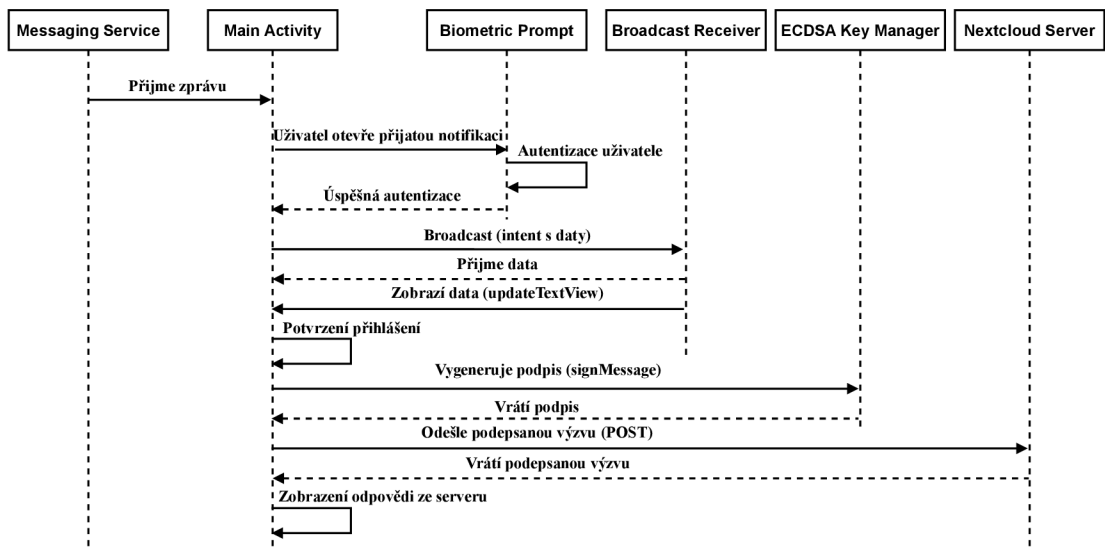 Messaging Service
Main Activity
Biometric Prompt
Broadcast Receiver
ECDSA Key Manager
Nextcloud Server
Přijme zprávu
Uživatel otevře přijatou notifikaci
Autentizace uživatele
Úspěšná autentizace
Broadcast (intent s daty)
Přijme data
Zobrazí data (updateTextView)
Potvrzení přihlášení
Vygeneruje podpis (signMessage)
Vrátí podpis
Odešle podepsanou výzvu (POST)
Vrátí podepsanou výzvu
Zobrazení odpovědi ze serveru